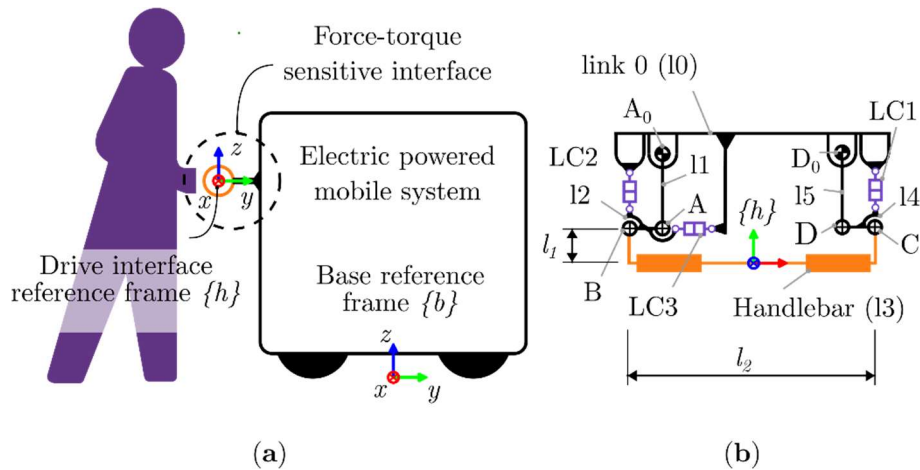 Force-torque
sensitive interface
z
y
x
Electric powered
mobile system
Drive interface
reference frame {h}
Base reference
frame {b}
z
x
y
(a)
link 0 (l0)
A₀
LC1
LC2
D₀
l1
l2
A
l5
l4
{h}
D
C
l₁
B
LC3
Handlebar (l3)
l₂
(b)